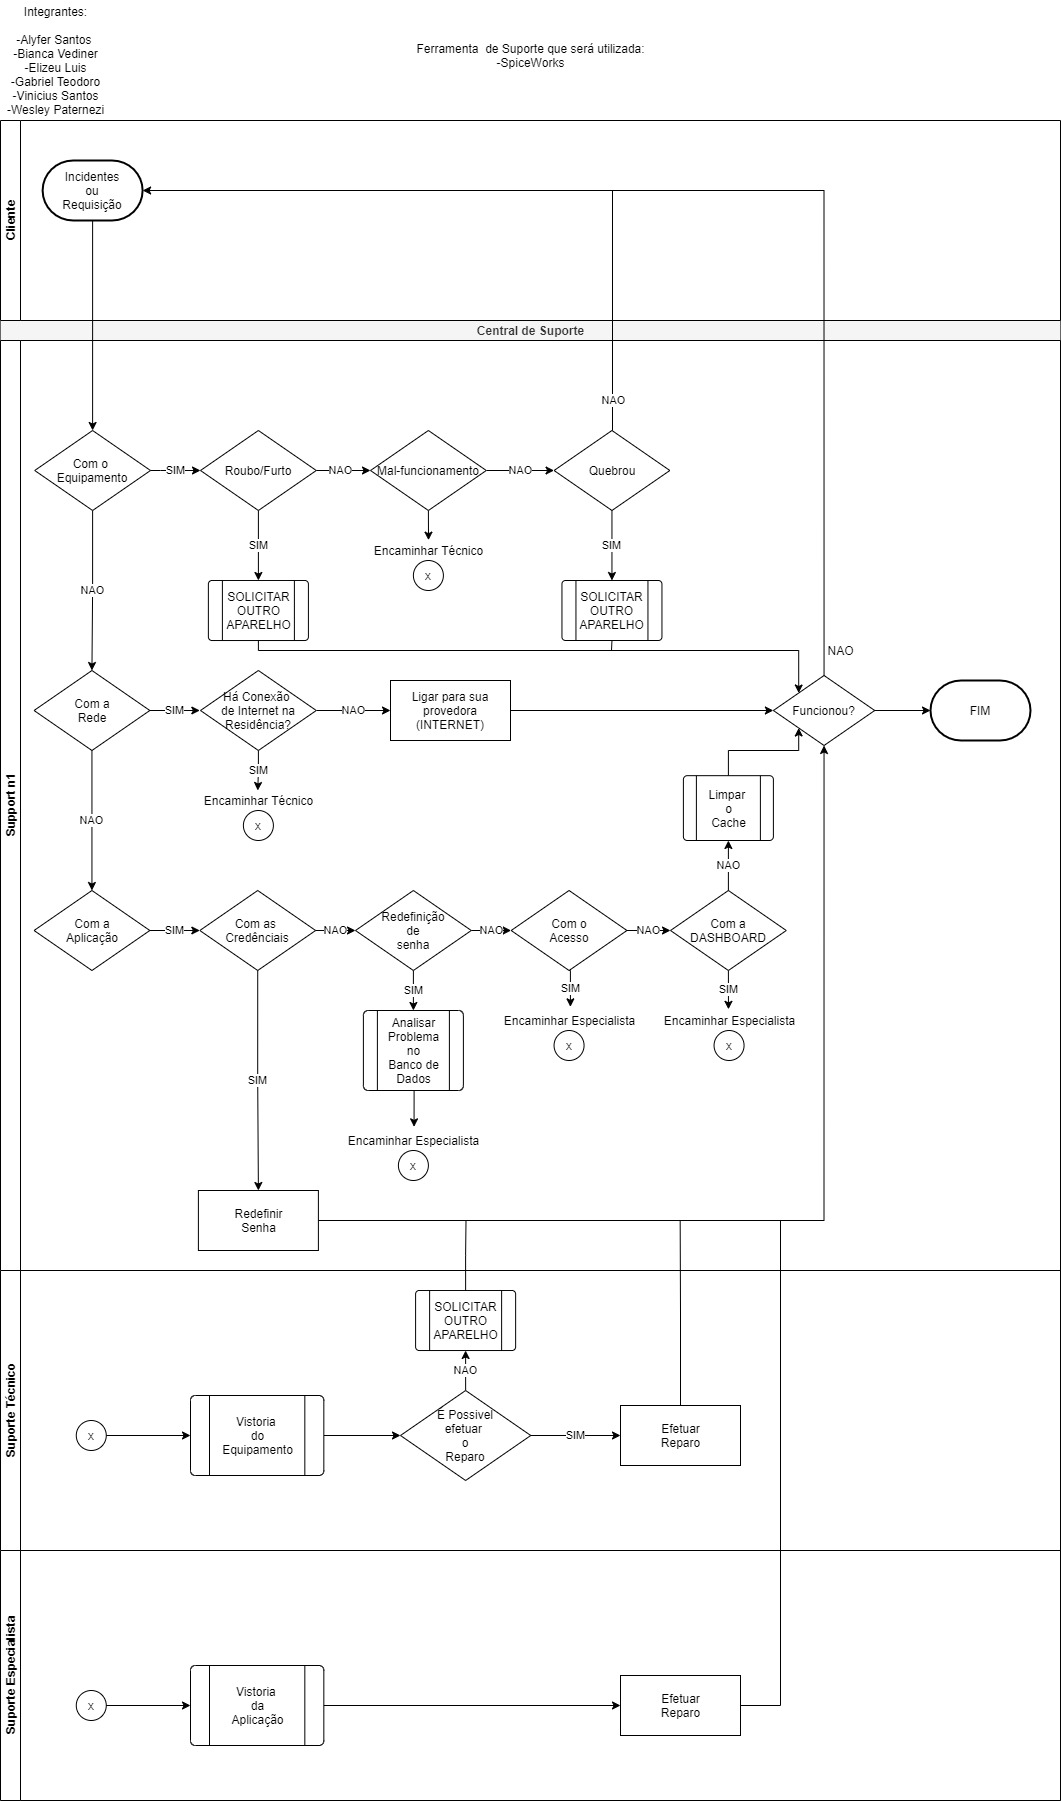 Integrantes:
-Alyfer Santos
-Bianca Vediner
-Elizeu Luis
-Gabriel Teodoro
-Vinicius Santos
-Wesley Paternezi
Ferramenta de Suporte que será utilizada:
-SpiceWorks
Cliente
Incidentes
ou
Requisição
Central de Suporte
Support n1
NAO
Com o
Equipamento
SIM
Roubo/Furto
NAO
Mal-funcionamento
NAO
Quebrou
SIM
Encaminhar Técnico
x
SIM
NAO
SOLICITAR
OUTRO
APARELHO
SOLICITAR
OUTRO
APARELHO
NAO
Com a
Rede
SIM
Há Conexão
de Internet na
Residência?
NAO
Ligar para sua
provedora
(INTERNET)
Funcionou?
FIM
SIM
Encaminhar Técnico
x
NAO
Limpar
o
Cache
NAO
Com a
Aplicação
SIM
Com as
Credênciais
NAO
Redefinição
de
senha
NAO
Com o
Acesso
NAO
Com a
DASHBOARD
SIM
SIM
SIM
Analisar
Problema
no
Banco de
Dados
Encaminhar Especialista
x
Encaminhar Especialista
x
SIM
Encaminhar Especialista
x
Redefinir
Senha
Suporte Técnico
SOLICITAR
OUTRO
APARELHO
NAO
x
Vistoria
do
Equipamento
E Possivel
efetuar
o
Reparo
SIM
Efetuar
Reparo
Suporte Especialista
x
Vistoria
da
Aplicação
Efetuar
Reparo